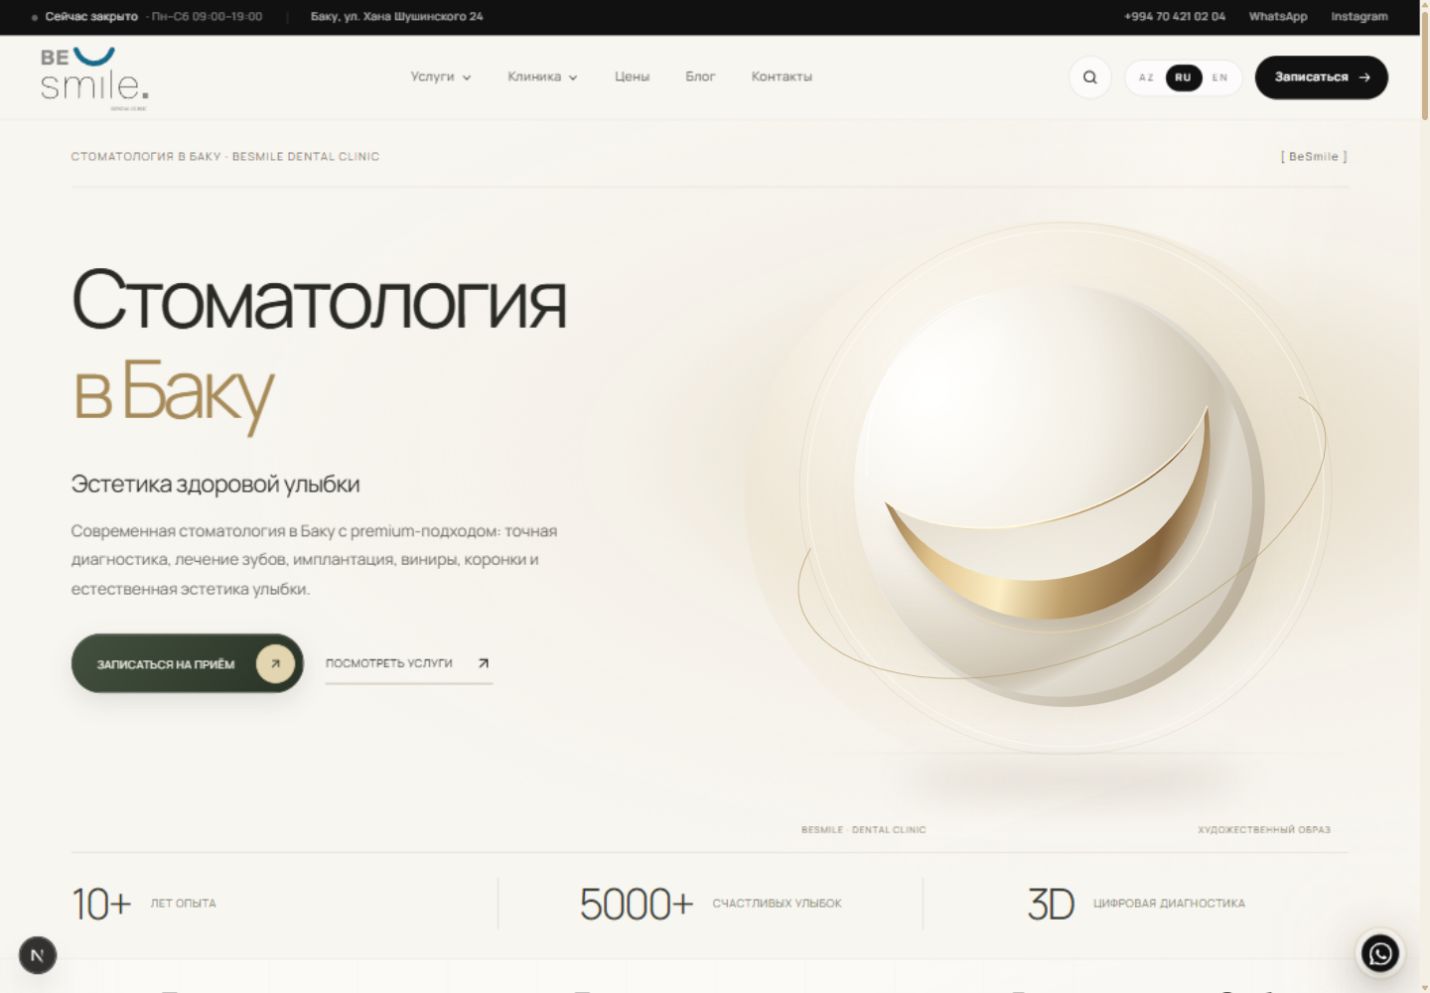 Сейчас закрыто · Пн–Сб 09:00–19:00
Баку, ул. Хана Шушинского 24
+994 70 421 02 04
WhatsApp
Instagram
BE
smile.
DENTAL CLINIC
Услуги
Клиника
Цены
Блог
Контакты
AZ
RU
EN
Записаться →
СТОМАТОЛОГИЯ В БАКУ · BESMILE DENTAL CLINIC
[ BeSmile ]
Стоматология
в Баку
Эстетика здоровой улыбки
Современная стоматология в Баку с premium-подходом: точная
диагностика, лечение зубов, имплантация, виниры, коронки и
естественная эстетика улыбки.
ЗАПИСАТЬСЯ НА ПРИЁМ
ПОСМОТРЕТЬ УСЛУГИ
BESMILE · DENTAL CLINIC
ХУДОЖЕСТВЕННЫЙ ОБРАЗ
10+ ЛЕТ ОПЫТА
5000+ СЧАСТЛИВЫХ УЛЫБОК
3D ЦИФРОВАЯ ДИАГНОСТИКА
N